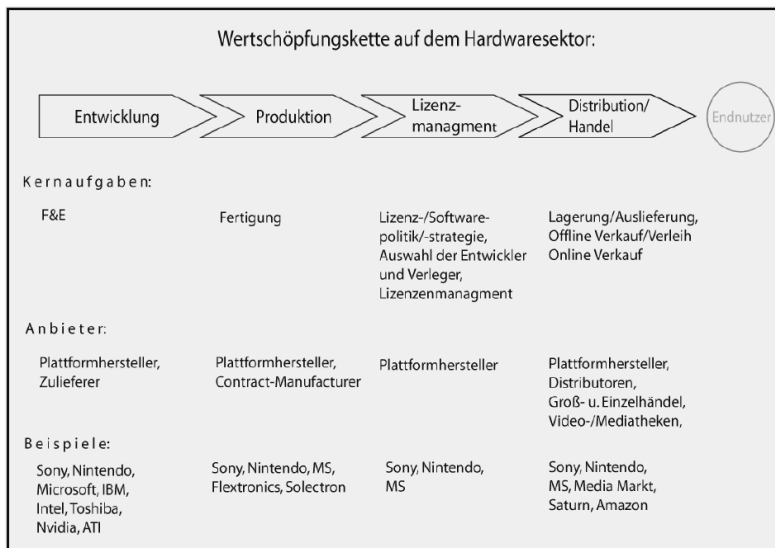 Wertschöpfungskette auf dem Hardwaresektor:
Entwicklung
Produktion
Lizenz-
managment
Distribution/
Handel
Endnutzer
Kernaufgaben:
F&E
Fertigung
Lizenz-/Software-
politik/-strategie,
Auswahl der Entwickler
und Verleger,
Lizenzenmanagment
Lagerung/Auslieferung,
Offline Verkauf/Verleih
Online Verkauf
Anbieter:
Plattformhersteller,
Zulieferer
Plattformhersteller,
Contract-Manufacturer
Plattformhersteller
Plattformhersteller,
Distributoren,
Groß- u. Einzelhändel,
Video-/Mediatheken,
Beispiele:
Sony, Nintendo,
Microsoft, IBM,
Intel, Toshiba,
Nvidia, ATI
Sony, Nintendo, MS,
Flextronics, Solectron
Sony, Nintendo,
MS
Sony, Nintendo,
MS, Media Markt,
Saturn, Amazon